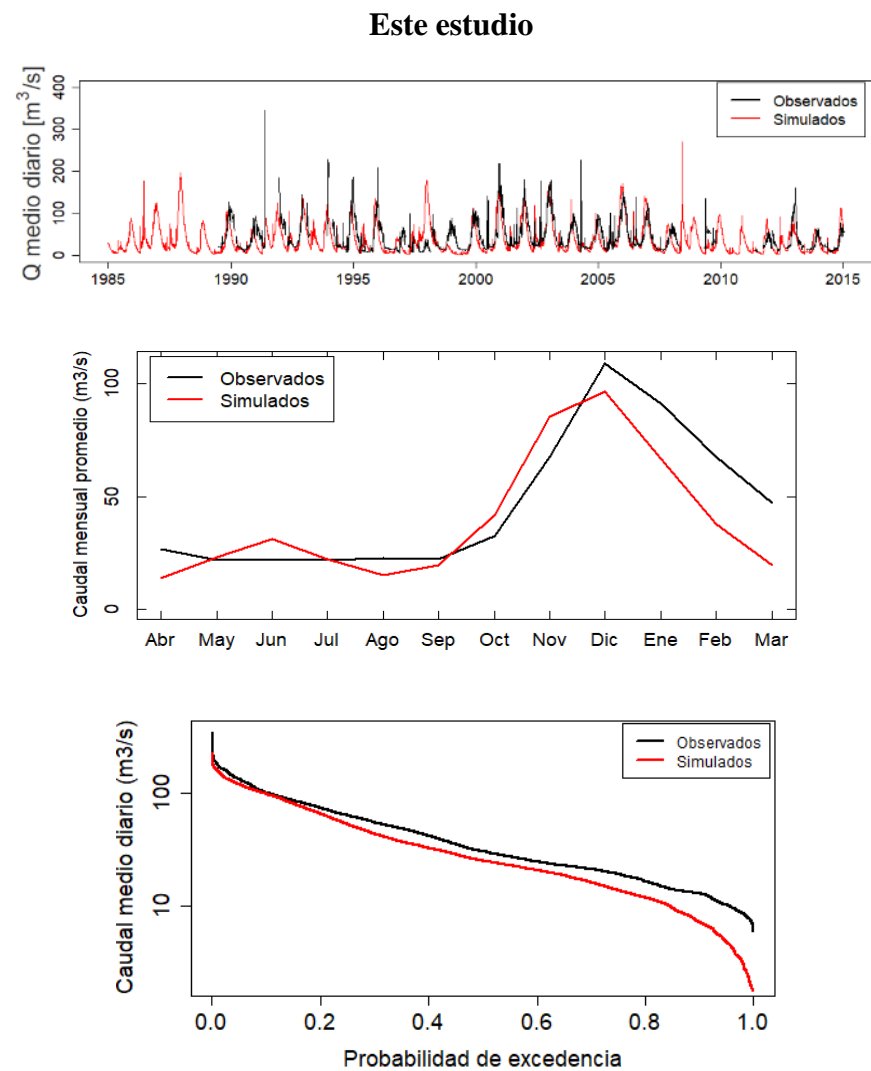 Este estudio
Q medio diario [m³/s]
400
300
200
100
0
Observados
Simulados
1985
1990
1995
2000
2005
2010
2015
Caudal mensual promedio (m3/s)
100
50
0
Observados
Simulados
Abr May Jun Jul Ago Sep Oct Nov Dic Ene Feb Mar
Caudal medio diario (m3/s)
100
10
Observados
Simulados
0.0 0.2 0.4 0.6 0.8 1.0
Probabilidad de excedencia